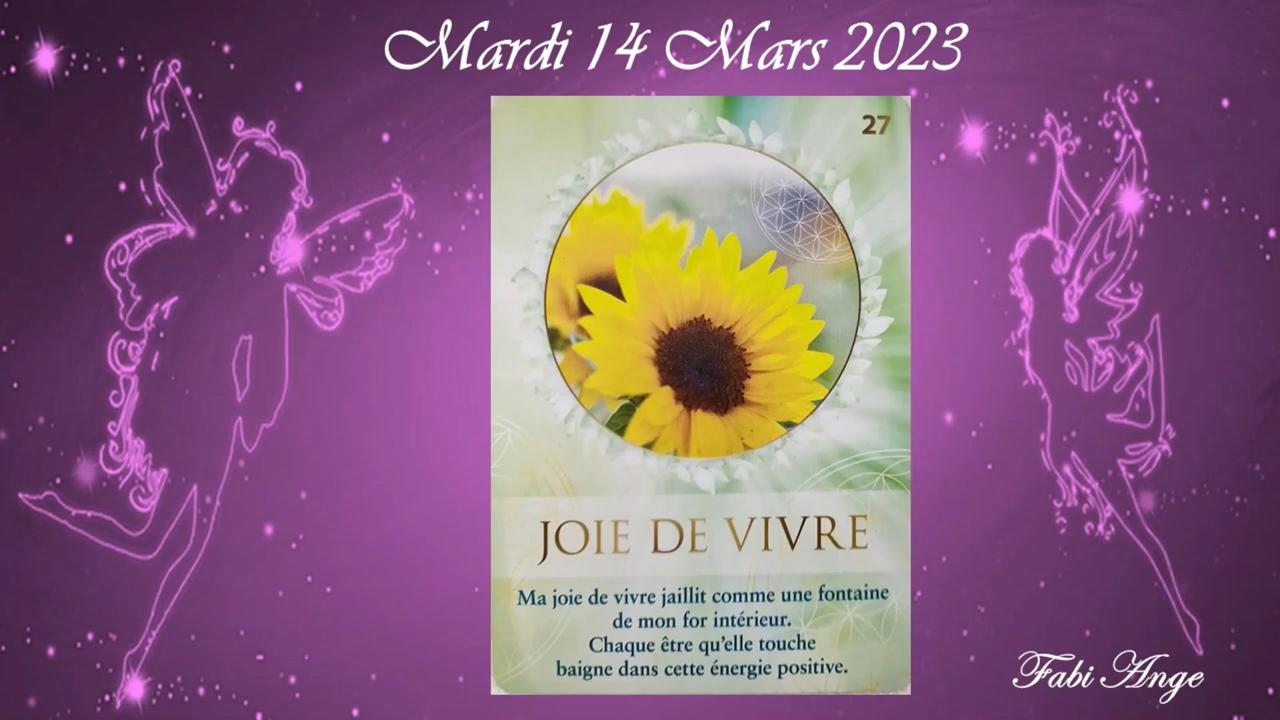 Mardi 14 Mars 2023
27
JOIE DE VIVRE
Ma joie de vivre jaillit comme une fontaine
de mon for intérieur.
Chaque être qu'elle touche
baigne dans cette énergie positive.
Fabi Ange